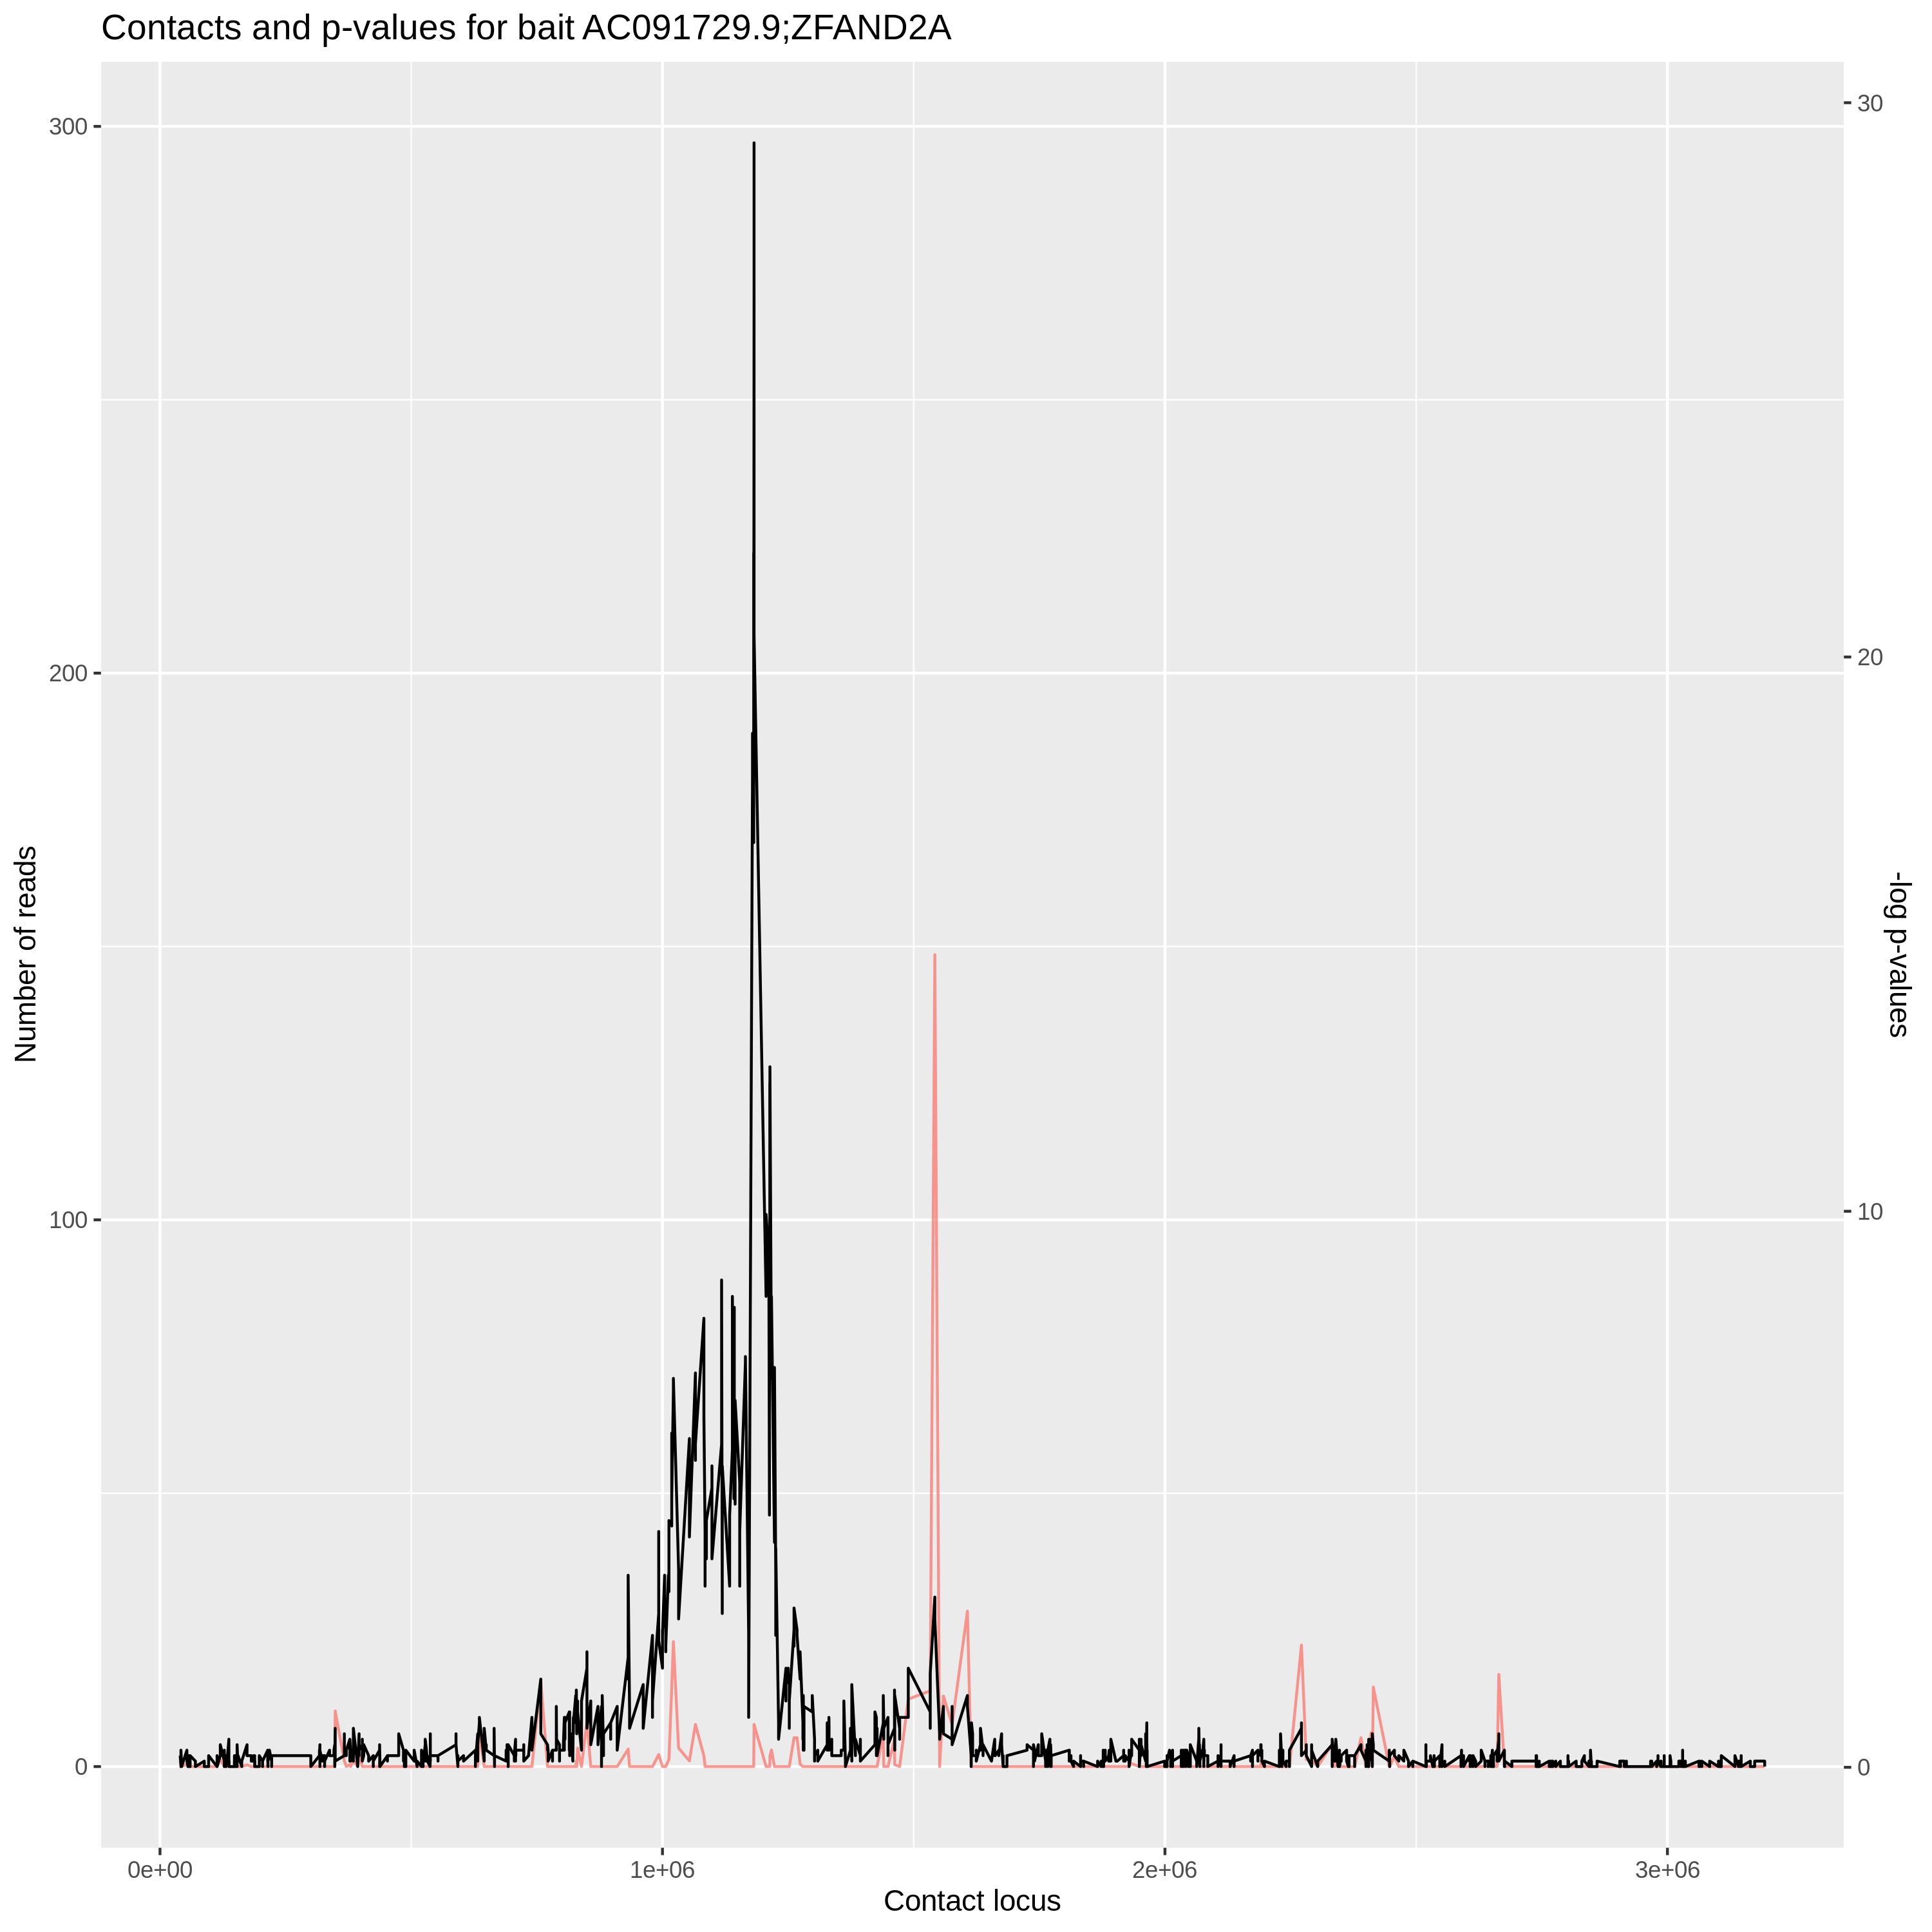 Contacts and p-values for bait AC091729.9;ZFAND2A
300
200
100
0
Number of reads
30
20
10
0
-log p-values
0e+00
1e+06
2e+06
3e+06
Contact locus